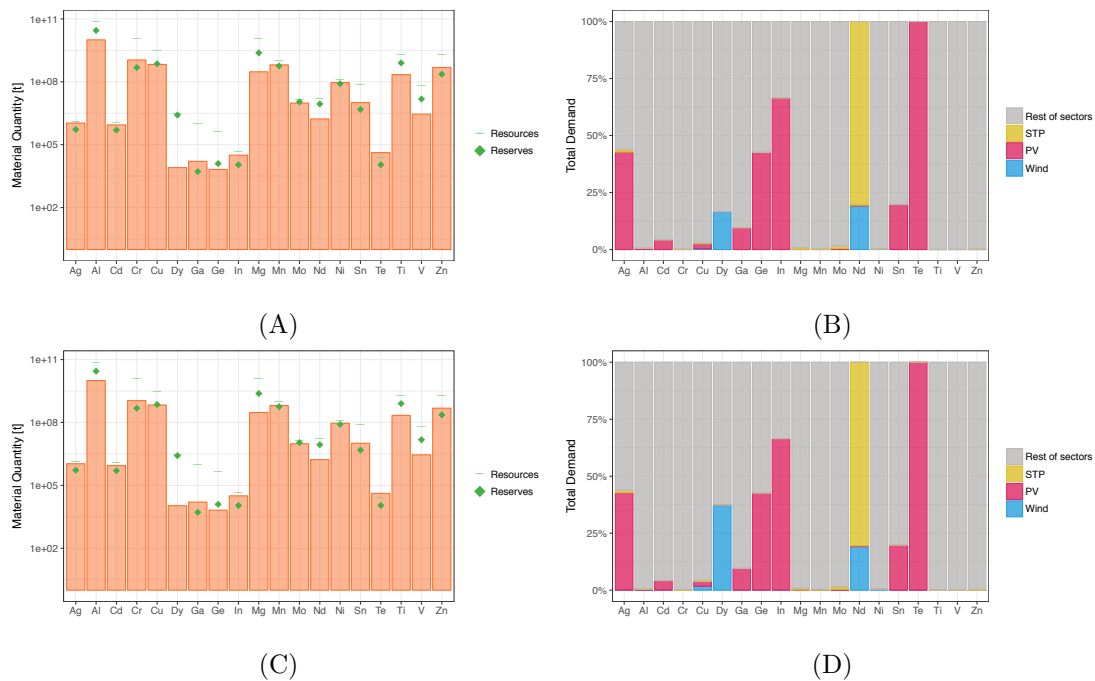 1e+11
1e+08
1e+05
1e+02
Material Quantity [t]
Ag Al Cd Cr Cu Dy Ga Ge In Mg Mn Mo Nd Ni Sn Te Ti V Zn
Resources
Reserves
(A)
100%
75%
50%
25%
0%
Total Demand
Ag Al Cd Cr Cu Dy Ga Ge In Mg Mn Mo Nd Ni Sn Te Ti V Zn
Rest of sectors
STP
PV
Wind
(B)
1e+11
1e+08
1e+05
1e+02
Material Quantity [t]
Ag Al Cd Cr Cu Dy Ga Ge In Mg Mn Mo Nd Ni Sn Te Ti V Zn
Resources
Reserves
(C)
100%
75%
50%
25%
0%
Total Demand
Ag Al Cd Cr Cu Dy Ga Ge In Mg Mn Mo Nd Ni Sn Te Ti V Zn
Rest of sectors
STP
PV
Wind
(D)